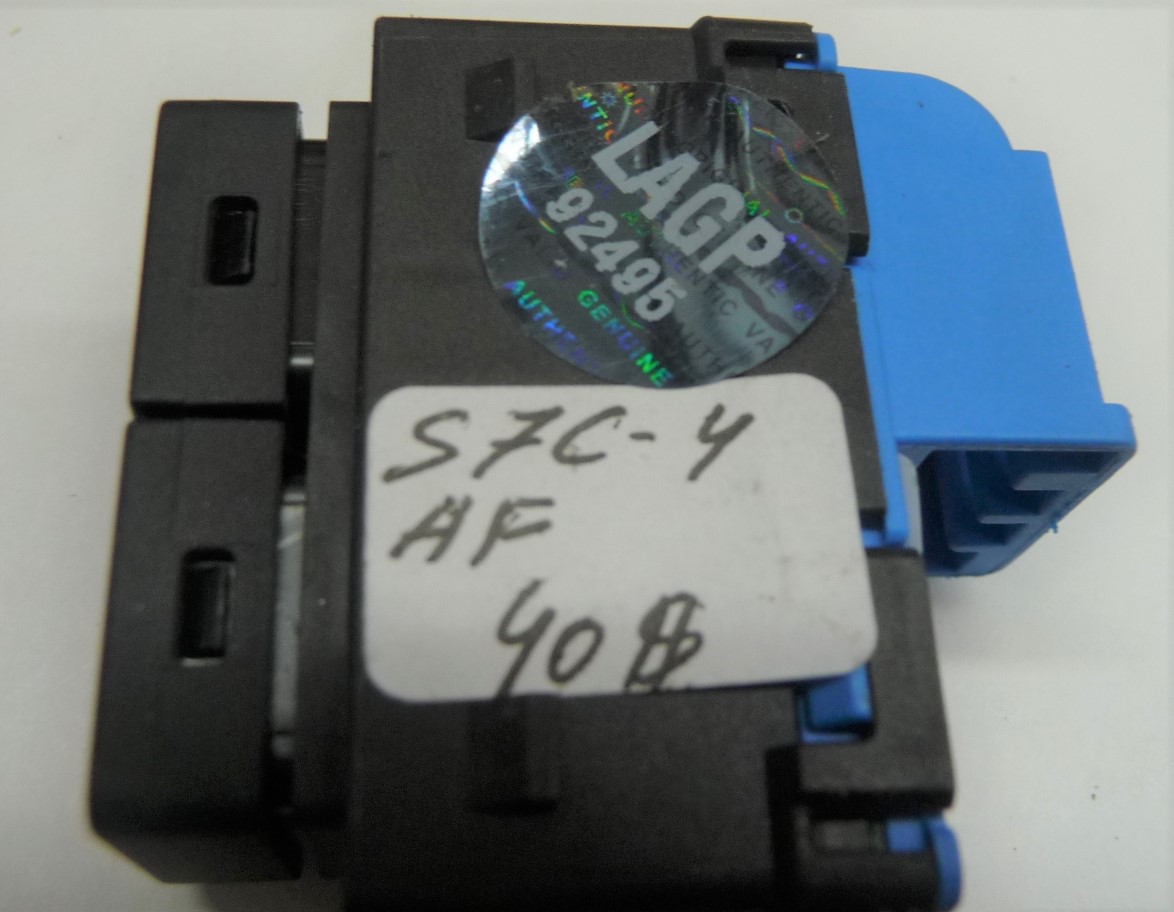 LAGP
92495
GENUINE
S7C-4
AF
40$